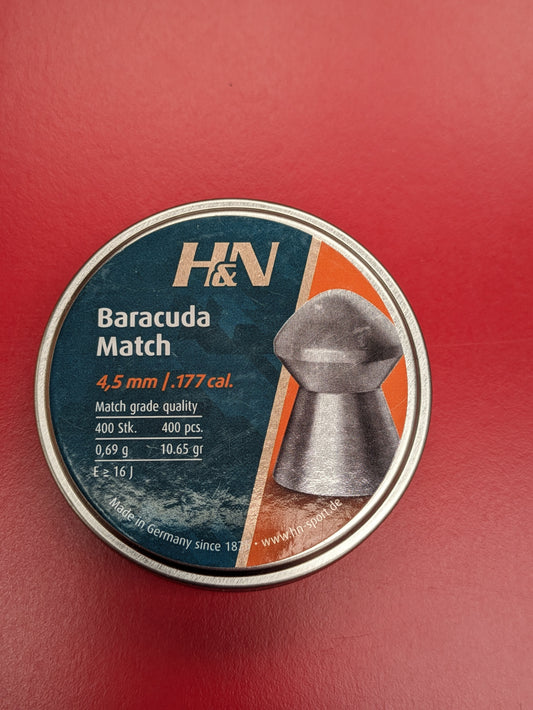 H&N
Baracuda
Match
4,5 mm / .177 cal.
Match grade quality
400 Stk. 400 pcs.
0,69 g 10.65 gr
E ≥ 16 J
Made in Germany since • www.hn-sport.de